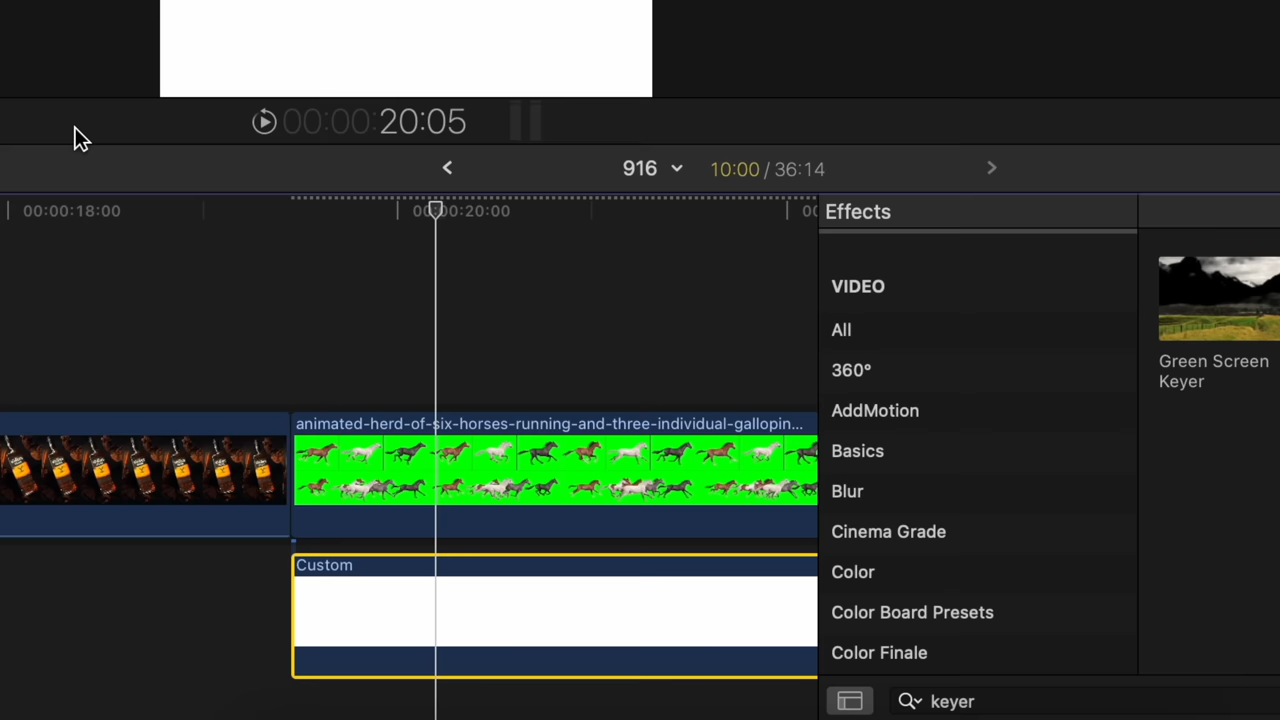 00:00:20:05
916
10:00 / 36:14
00:00:18:00
00:00:20:00
00
Effects
VIDEO
All
360°
AddMotion
Basics
Blur
Cinema Grade
Color
Color Board Presets
Color Finale
Green Screen
Keyer
animated-herd-of-six-horses-running-and-three-individual-gallopin...
Custom
keyer